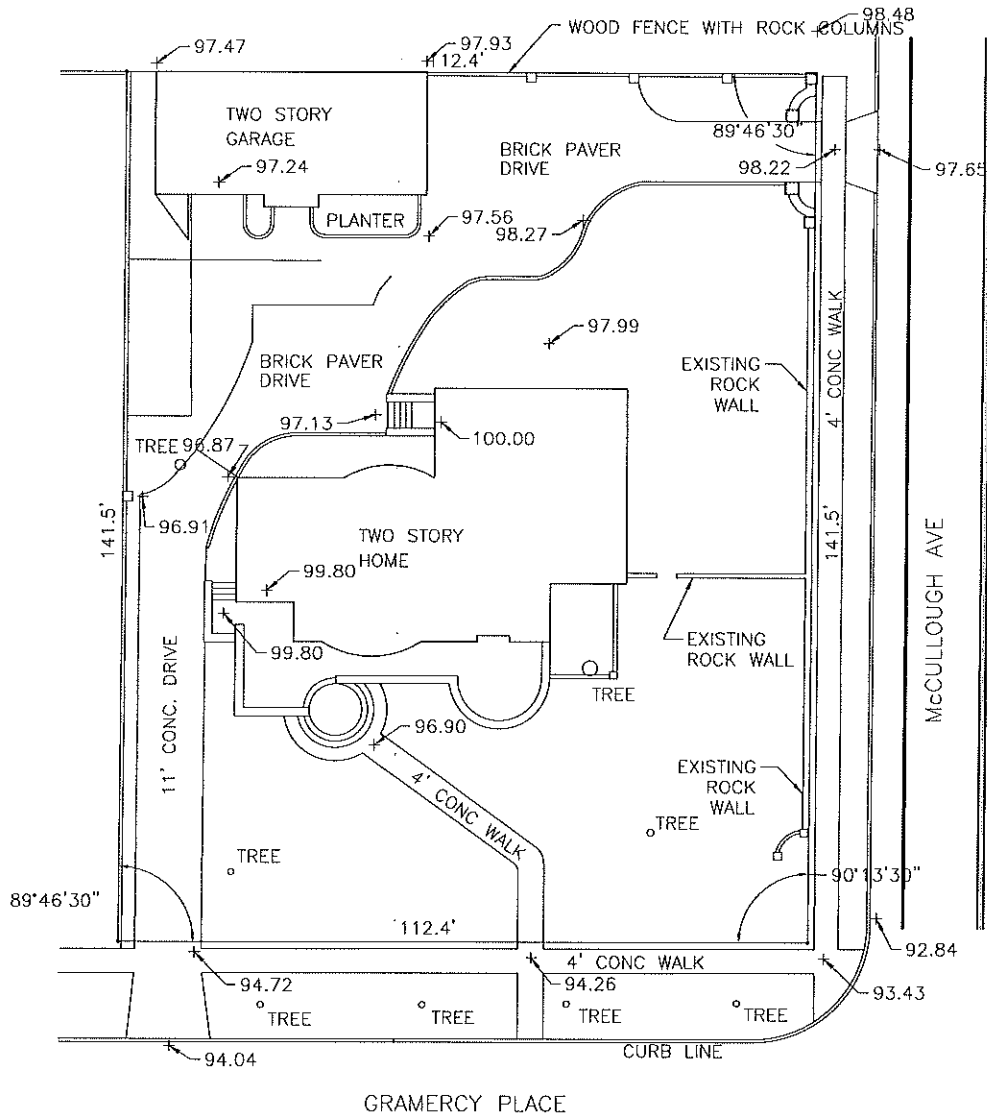 98.48
WOOD FENCE WITH ROCK COLUMNS
97.47
97.93
112.4'
TWO STORY
GARAGE
89°46'30"
BRICK PAVER
DRIVE
98.22
97.65
97.24
PLANTER
97.56
98.27
4' CONC WALK
97.99
EXISTING
ROCK
WALL
BRICK PAVER
DRIVE
97.13
100.00
TREE
96.87
96.91
141.5'
TWO STORY
HOME
141.5'
McCULLOUGH AVE
99.80
99.80
EXISTING
ROCK WALL
TREE
11' CONC. DRIVE
96.90
4' CONC WALK
EXISTING
ROCK
WALL
TREE
TREE
89°46'30"
90°13'30"
112.4'
92.84
4' CONC WALK
94.72
94.26
93.43
TREE
TREE
TREE
TREE
94.04
CURB LINE
GRAMERCY PLACE